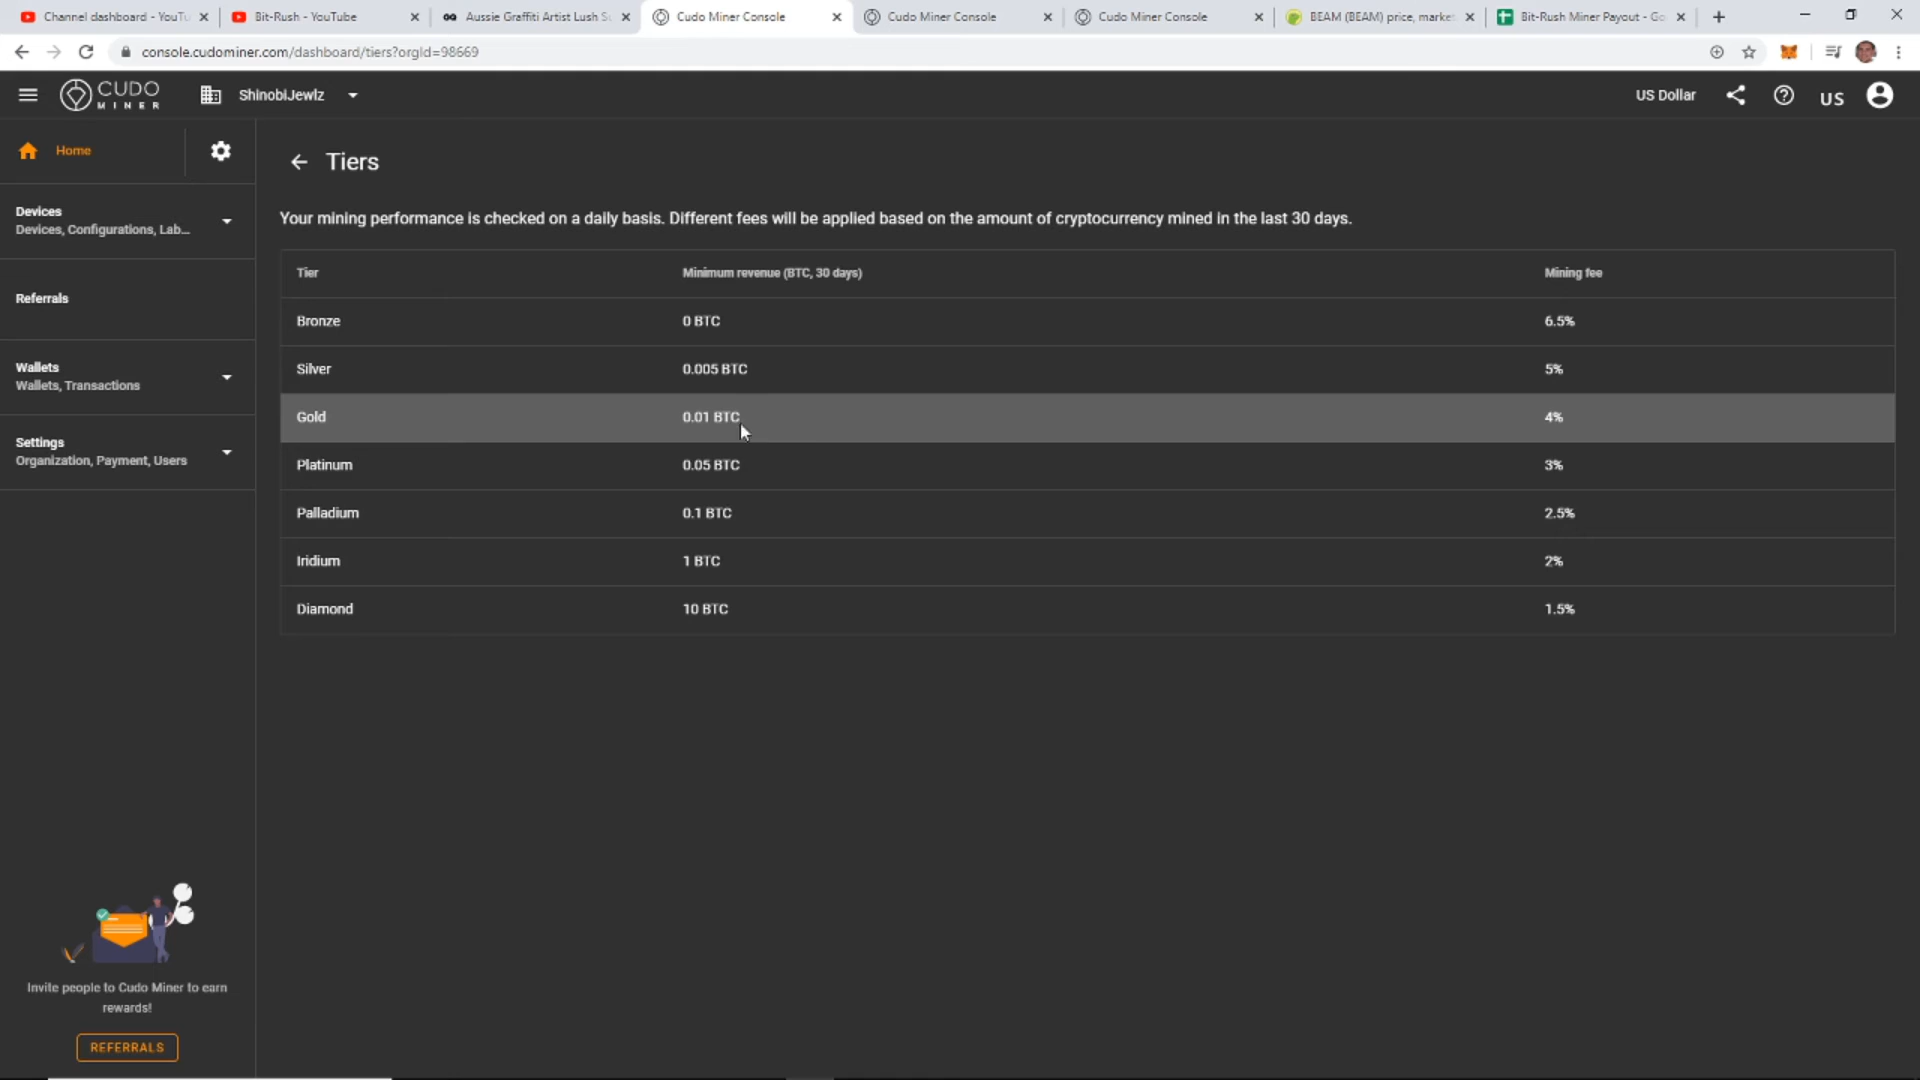 Channel dashboard - YouTu
Bit-Rush - YouTube
Aussie Graffiti Artist Lush S
Cudo Miner Console
Cudo Miner Console
Cudo Miner Console
BEAM (BEAM) price, marke
Bit-Rush Miner Payout - Go
console.cudominer.com/dashboard/tiers?orgId=98669
CUDO
MINER
ShinobiJewlz
US Dollar
US
Home
Tiers
Devices
Devices, Configurations, Lab...
Referrals
Wallets
Wallets, Transactions
Settings
Organization, Payment, Users
Your mining performance is checked on a daily basis. Different fees will be applied based on the amount of cryptocurrency mined in the last 30 days.
Tier Minimum revenue (BTC, 30 days) Mining fee
Bronze 0 BTC 6.5%
Silver 0.005 BTC 5%
Gold 0.01 BTC 4%
Platinum 0.05 BTC 3%
Palladium 0.1 BTC 2.5%
Iridium 1 BTC 2%
Diamond 10 BTC 1.5%
Invite people to Cudo Miner to earn
rewards!
REFERRALS